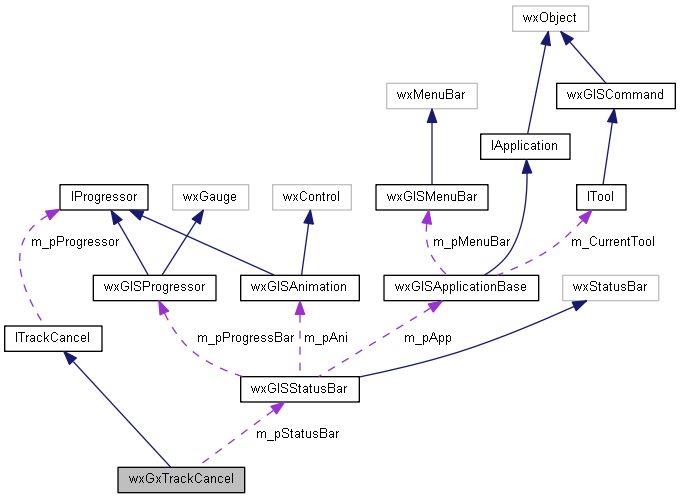 wxObject
wxMenuBar
wxGISCommand
IApplication
IProgressor
wxGauge
wxControl
wxGISMenuBar
ITool
m_pProgressor
m_pMenuBar
m_CurrentTool
wxGISProgressor
wxGISAnimation
wxGISApplicationBase
wxStatusBar
ITrackCancel
m_pProgressBar
m_pAni
m_pApp
wxGISStatusBar
m_pStatusBar
wxGxTrackCancel